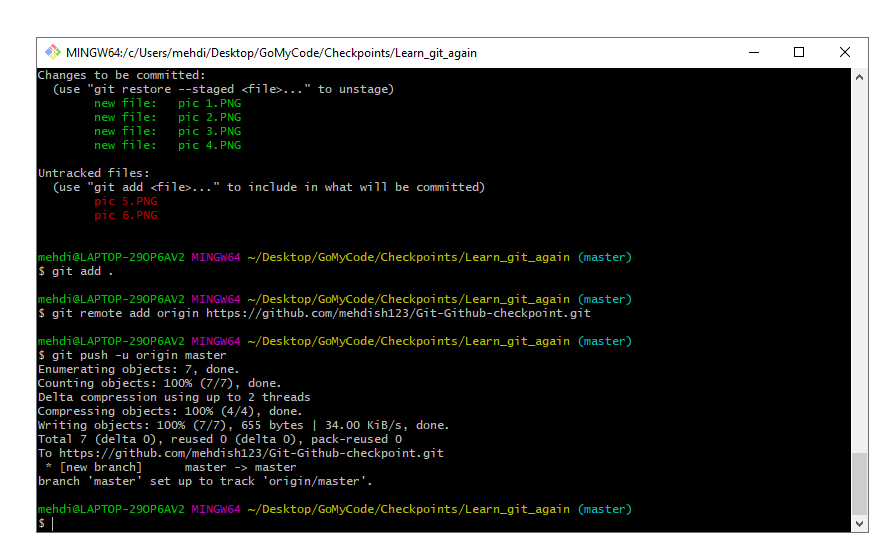 MINGW64:/c/Users/mehdi/Desktop/GoMyCode/Checkpoints/Learn_git_again
Changes to be committed:
  (use "git restore --staged <file>..." to unstage)
        new file:   pic 1.PNG
        new file:   pic 2.PNG
        new file:   pic 3.PNG
        new file:   pic 4.PNG
Untracked files:
  (use "git add <file>..." to include in what will be committed)
        pic 5.PNG
        pic 6.PNG
mehdi@LAPTOP-29OP6AV2 MINGW64 ~/Desktop/GoMyCode/Checkpoints/Learn_git_again (master)
$ git add .
mehdi@LAPTOP-29OP6AV2 MINGW64 ~/Desktop/GoMyCode/Checkpoints/Learn_git_again (master)
$ git remote add origin https://github.com/mehdish123/Git-Github-checkpoint.git
mehdi@LAPTOP-29OP6AV2 MINGW64 ~/Desktop/GoMyCode/Checkpoints/Learn_git_again (master)
$ git push -u origin master
Enumerating objects: 7, done.
Counting objects: 100% (7/7), done.
Delta compression using up to 2 threads
Compressing objects: 100% (4/4), done.
Writing objects: 100% (7/7), 655 bytes | 34.00 KiB/s, done.
Total 7 (delta 0), reused 0 (delta 0), pack-reused 0
To https://github.com/mehdish123/Git-Github-checkpoint.git
 * [new branch]      master -> master
branch 'master' set up to track 'origin/master'.
mehdi@LAPTOP-29OP6AV2 MINGW64 ~/Desktop/GoMyCode/Checkpoints/Learn_git_again (master)
$